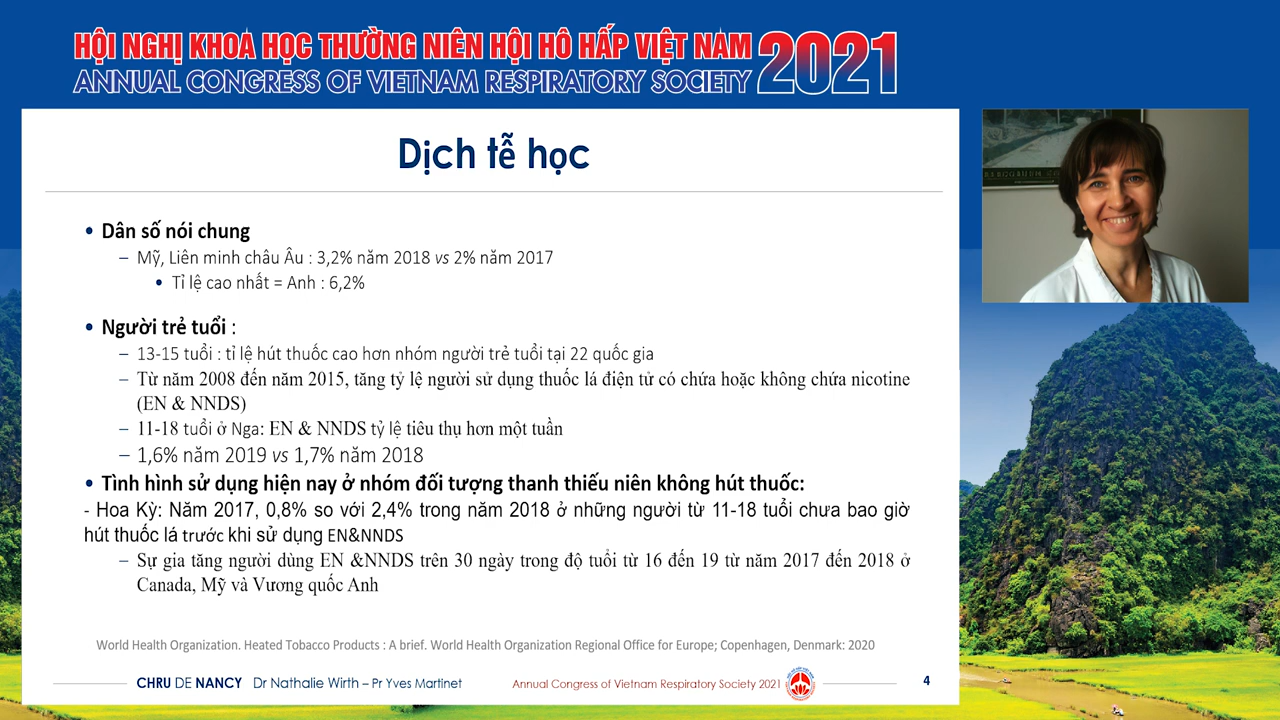 HỘI NGHỊ KHOA HỌC THƯỜNG NIÊN HỘI HÔ HẤP VIỆT NAM 2021
ANNUAL CONGRESS OF VIETNAM RESPIRATORY SOCIETY
Dịch tễ học
• Dân số nói chung
– Mỹ, Liên minh châu Âu : 3,2% năm 2018 vs 2% năm 2017
• Tỉ lệ cao nhất = Anh : 6,2%
• Người trẻ tuổi :
– 13-15 tuổi : tỉ lệ hút thuốc cao hơn nhóm người trẻ tuổi tại 22 quốc gia
– Từ năm 2008 đến năm 2015, tăng tỷ lệ người sử dụng thuốc lá điện tử có chứa hoặc không chứa nicotine
(EN & NNDS)
– 11-18 tuổi ở Nga: EN & NNDS tỷ lệ tiêu thụ hơn một tuần
– 1,6% năm 2019 vs 1,7% năm 2018
• Tình hình sử dụng hiện nay ở nhóm đối tượng thanh thiếu niên không hút thuốc:
- Hoa Kỳ: Năm 2017, 0,8% so với 2,4% trong năm 2018 ở những người từ 11-18 tuổi chưa bao giờ
hút thuốc lá trước khi sử dụng EN&NNDS
– Sự gia tăng người dùng EN &NNDS trên 30 ngày trong độ tuổi từ 16 đến 19 từ năm 2017 đến 2018 ở
Canada, Mỹ và Vương quốc Anh
World Health Organization. Heated Tobacco Products : A brief. World Health Organization Regional Office for Europe; Copenhagen, Denmark: 2020
CHRU DE NANCY Dr Nathalie Wirth – Pr Yves Martinet
Annual Congress of Vietnam Respiratory Society 2021
4